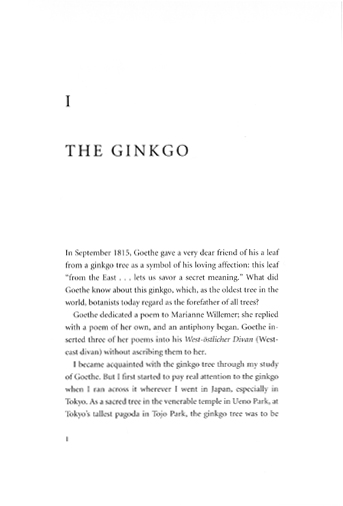 I
THE GINKGO
In September 1815, Goethe gave a very dear friend of his a leaf
from a ginkgo tree as a symbol of his loving affection: this leaf
“from the East . . . lets us savor a secret meaning.” What did
Goethe know about this ginkgo, which, as the oldest tree in the
world, botanists today regard as the forefather of all trees?
Goethe dedicated a poem to Marianne Willemer; she replied
with a poem of her own, and an antiphony began. Goethe in-
serted three of her poems into his West-östlicher Divan (West-
east divan) without ascribing them to her.
I became acquainted with the ginkgo tree through my study
of Goethe. But I first started to pay real attention to the ginkgo
when I ran across it wherever I went in Japan, especially in
Tokyo. As a sacred tree in the venerable temple in Ueno Park, at
Tokyo’s tallest pagoda in Tojo Park, the ginkgo tree was to be
1